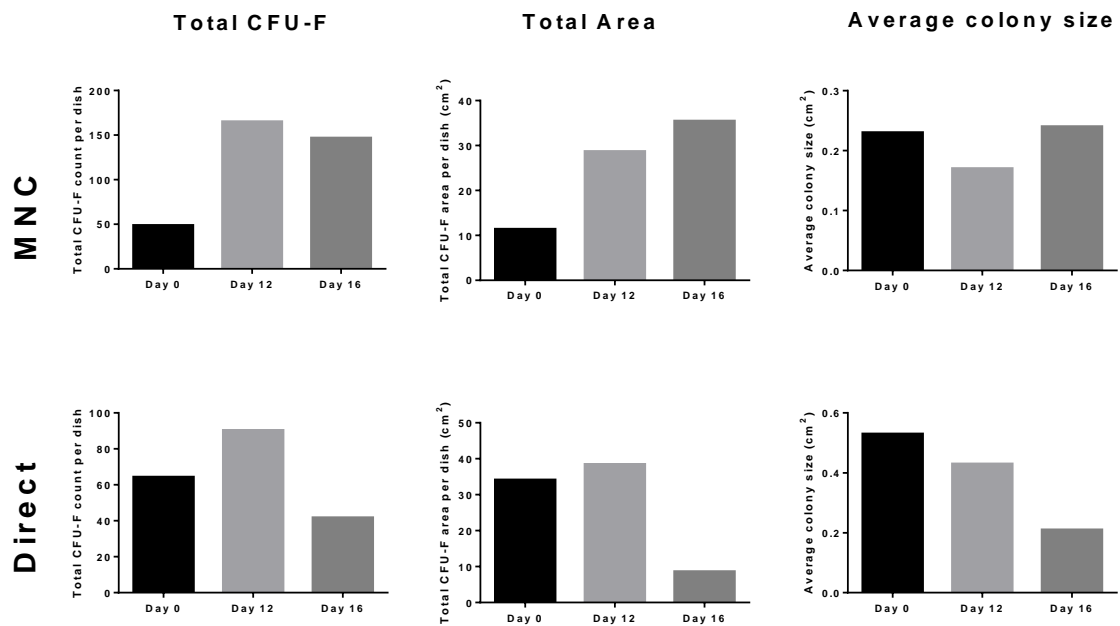 Total CFU-F
Total Area
Average colony size
MNC
Total CFU-F count per dish
200
150
100
50
0
Day 0 Day 12 Day 16
Total CFU-F area per dish (cm²)
40
30
20
10
0
Day 0 Day 12 Day 16
Average colony size (cm²)
0.3
0.2
0.1
0.0
Day 0 Day 12 Day 16
Direct
Total CFU-F count per dish
100
80
60
40
20
0
Day 0 Day 12 Day 16
Total CFU-F area per dish (cm²)
50
40
30
20
10
0
Day 0 Day 12 Day 16
Average colony size (cm²)
0.6
0.4
0.2
0.0
Day 0 Day 12 Day 16